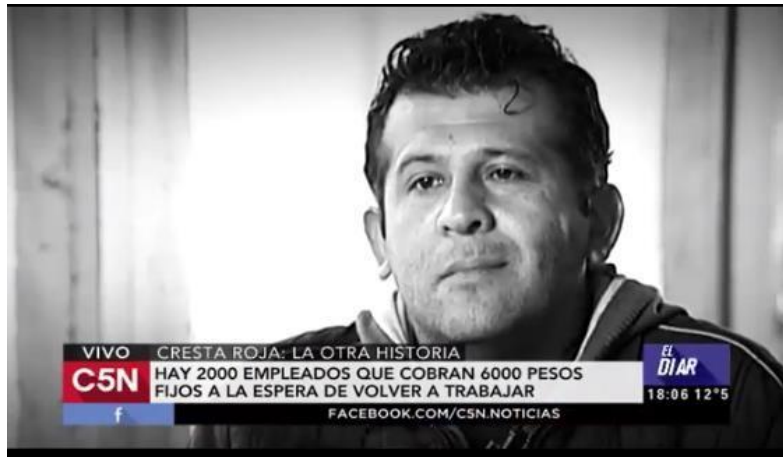 VIVO CRESTA ROJA: LA OTRA HISTORIA
C5N
HAY 2000 EMPLEADOS QUE COBRAN 6000 PESOS
FIJOS A LA ESPERA DE VOLVER A TRABAJAR
EL
DIAR
18:06 12°5
f FACEBOOK.COM/C5N.NOTICIAS